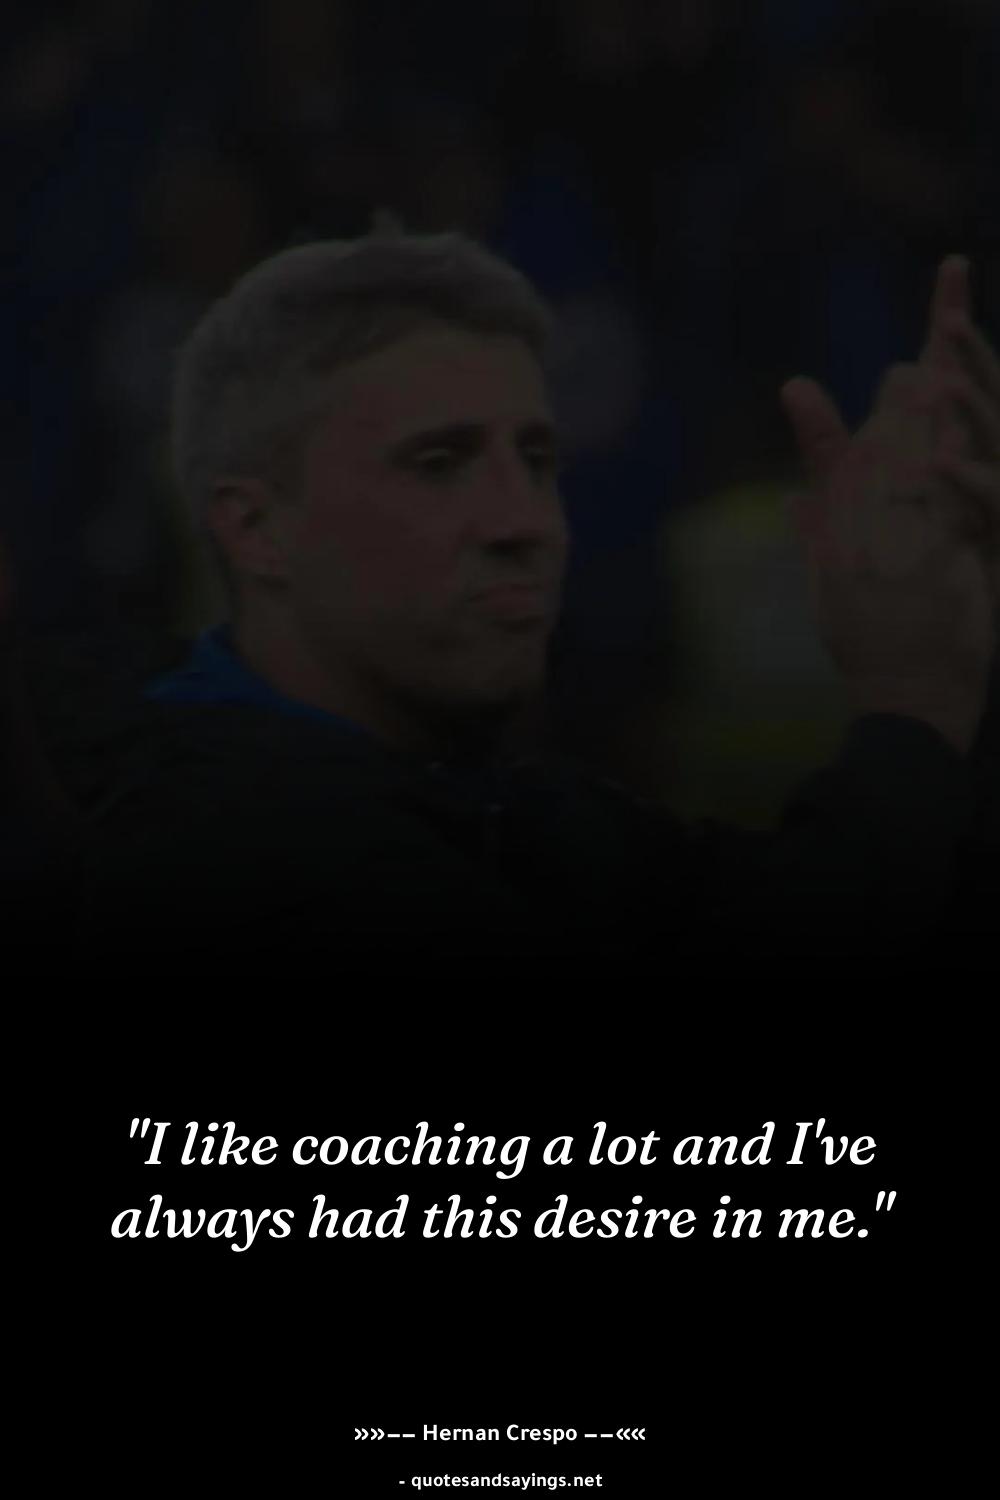 "I like coaching a lot and I've
always had this desire in me."
»»−− Hernan Crespo −−««
- quotesandsayings.net